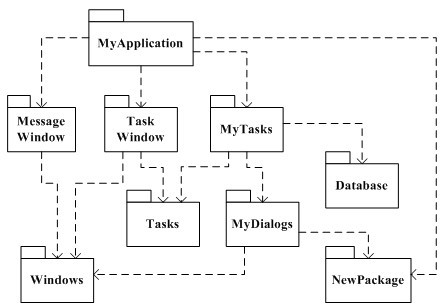 MyApplication
Message
Window
Task
Window
MyTasks
Database
Tasks
MyDialogs
Windows
NewPackage